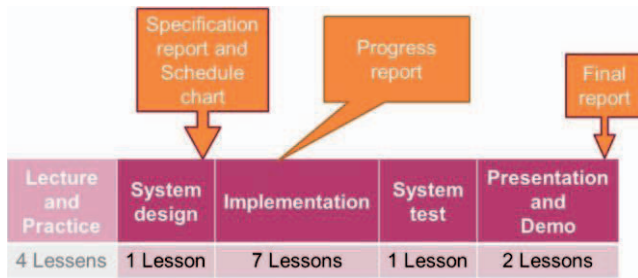 Specification
report and
Schedule
chart
Progress
report
Final
report
Lecture
and
Practice
System
design
Implementation
System
test
Presentation
and
Demo
4 Lessens
1 Lesson
7 Lessons
1 Lesson
2 Lessons